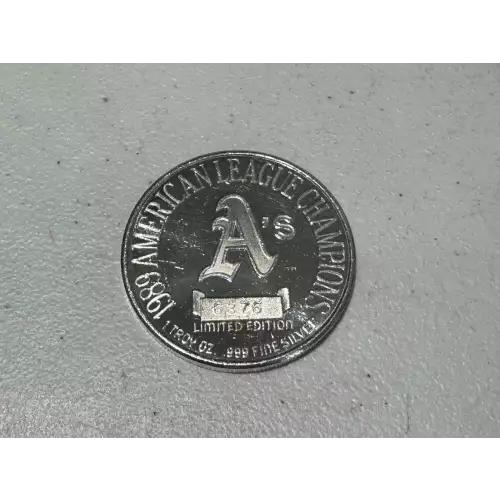 1989 AMERICAN LEAGUE CHAMPIONS
A's
6376
LIMITED EDITION
1 TROY OZ. .999 FINE SILVER